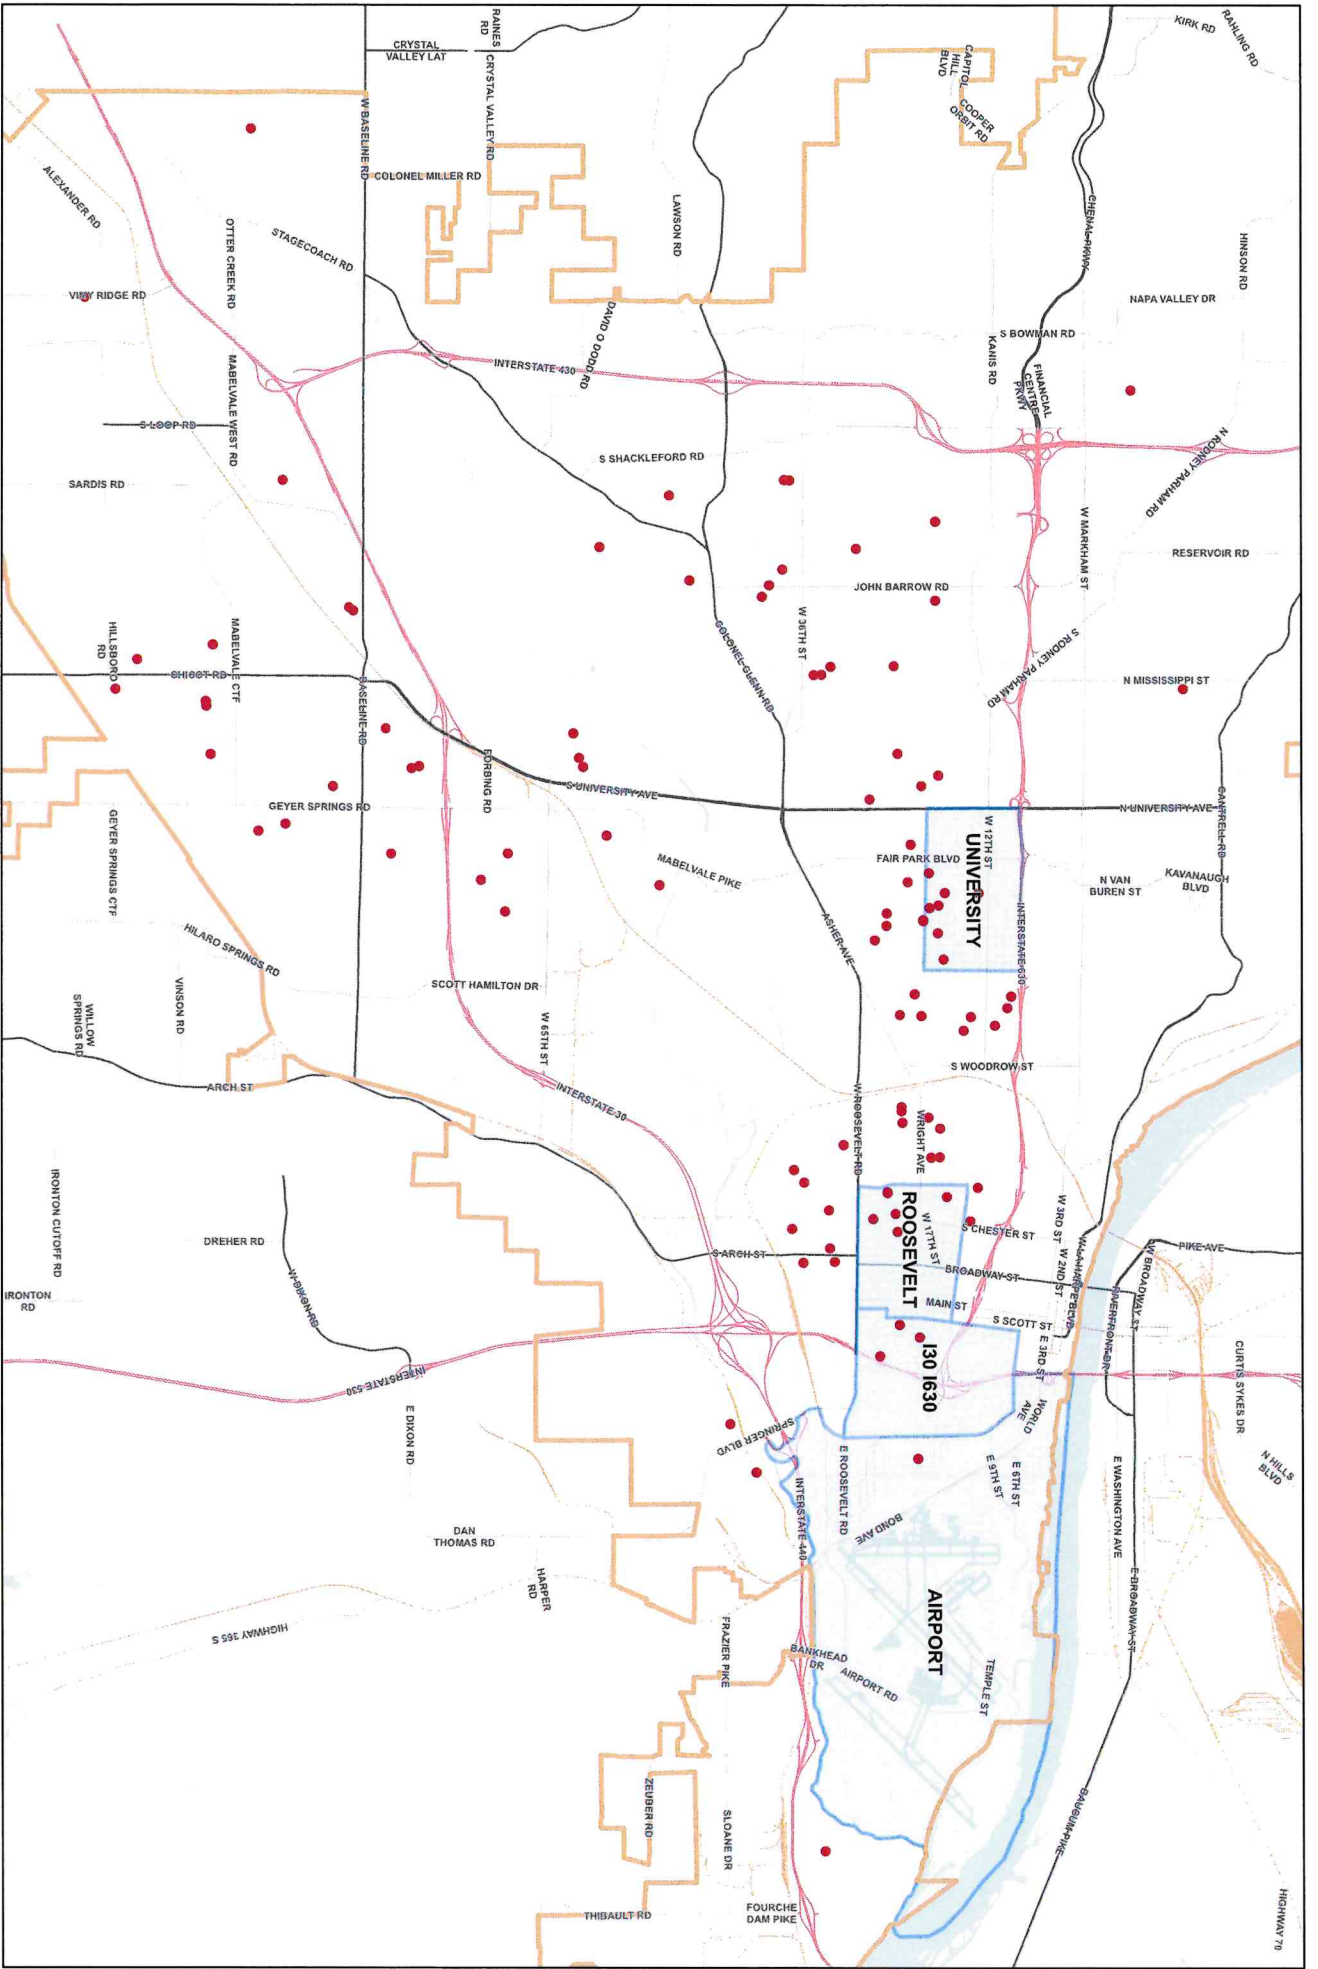 RAINES
RD
CRYSTAL
VALLEY LAT
CRYSTAL VALLEY RD
CAPITOL
HILL
BLVD
COOPER
ORBIT RD
KIRK RD
RAHLING RD
W BASELINE RD
COLONEL MILLER RD
ALEXANDER RD
OTTER CREEK RD
STAGECOACH RD
LAWSON RD
CHENAL PKWY
HINSON RD
VIMY RIDGE RD
NAPA VALLEY DR
DAVID O DODD RD
S BOWMAN RD
KANIS RD
INTERSTATE 430
FINANCIAL
CENTRE
PKWY
MABELVALE WEST RD
S LOOP RD
S SHACKLEFORD RD
N RODNEY PARHAM RD
SARDIS RD
W MARKHAM ST
RESERVOIR RD
JOHN BARROW RD
W 36TH ST
HILLSBORO
RD
MABELVALE CTF
CHICOT RD
BASELINE RD
COLONEL GLENN RD
S RODNEY PARHAM RD
N MISSISSIPPI ST
FORBING RD
S UNIVERSITY AVE
N UNIVERSITY AVE
CANTRELL RD
GEYER SPRINGS RD
GEYER SPRINGS CTF
MABELVALE PIKE
FAIR PARK BLVD
W 12TH ST
UNIVERSITY
N VAN
BUREN ST
KAVANAUGH
BLVD
INTERSTATE 630
ASHER AVE
HILARO SPRINGS RD
SCOTT HAMILTON DR
VINSON RD
WILLOW
SPRINGS RD
W 65TH ST
S WOODROW ST
ARCH ST
INTERSTATE 30
W ROOSEVELT RD
WRIGHT AVE
IRONTON CUTOFF RD
DREHER RD
ROOSEVELT
W 17TH ST
S CHESTER ST
W 3RD ST
W 2ND ST
W LA HARPE BLVD
W BROADWAY ST
PIKE AVE
S ARCH ST
BROADWAY ST
IRONTON
RD
W DIXON RD
MAIN ST
S SCOTT ST
E 3RD ST
RIVERFRONT DR
I30 I630
CURTIS SYKES DR
INTERSTATE 530
E DIXON RD
SPRINGER BLVD
WORLD
AVE
N HILLS
BLVD
E ROOSEVELT RD
E 9TH ST
E 6TH ST
E WASHINGTON AVE
INTERSTATE 440
BOND AVE
DAN
THOMAS RD
HARPER
RD
E BROADWAY ST
HIGHWAY 365 S
AIRPORT
FRAZIER PIKE
BANKHEAD
DR
AIRPORT RD
TEMPLE ST
ZEUBER RD
SLOANE DR
BAUCUM PIKE
THIBAULT RD
FOURCHE
DAM PIKE
HIGHWAY 70